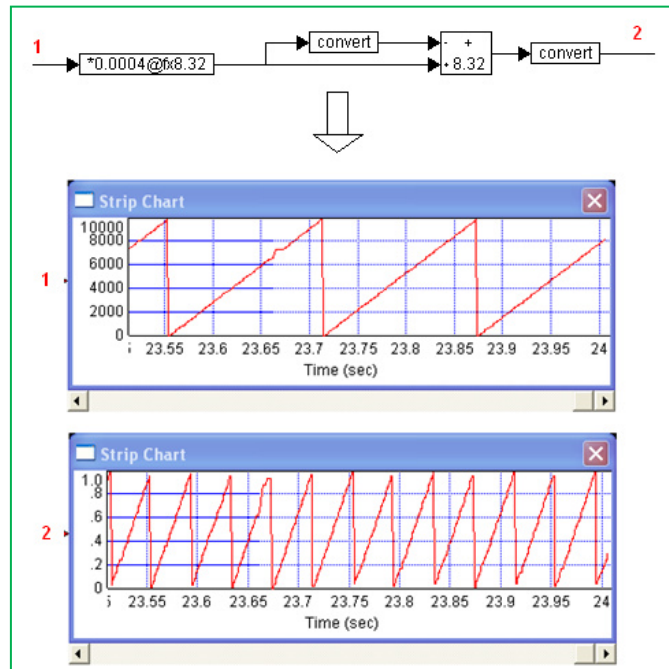 1
2
convert
*0.0004@fx8.32
- +
+ 8.32
convert
Strip Chart
10000
8000
6000
4000
2000
0
1
23.55 23.6 23.65 23.7 23.75 23.8 23.85 23.9 23.95 24
Time (sec)
Strip Chart
1.0
.8
.6
.4
.2
0
2
23.55 23.6 23.65 23.7 23.75 23.8 23.85 23.9 23.95 24
Time (sec)